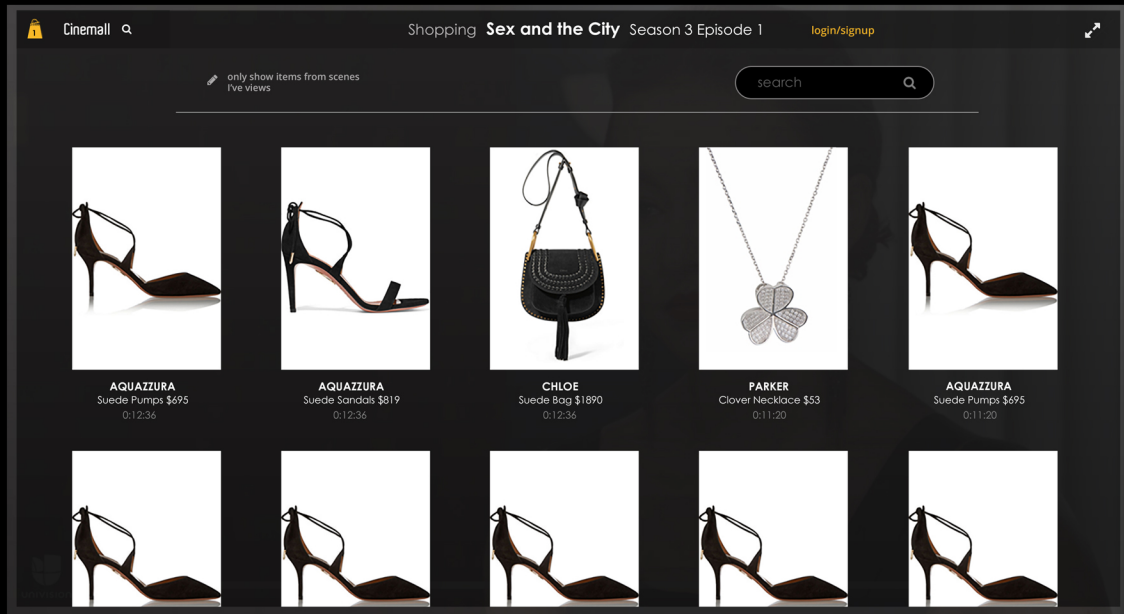 1
Cinemall
Shopping Sex and the City Season 3 Episode 1
login/signup
only show items from scenes
I've views
search
AQUAZZURA
Suede Pumps $695
0:12:36
AQUAZZURA
Suede Sandals $819
0:12:36
CHLOE
Suede Bag $1890
0:12:36
PARKER
Clover Necklace $53
0:11:20
AQUAZZURA
Suede Pumps $695
0:11:20